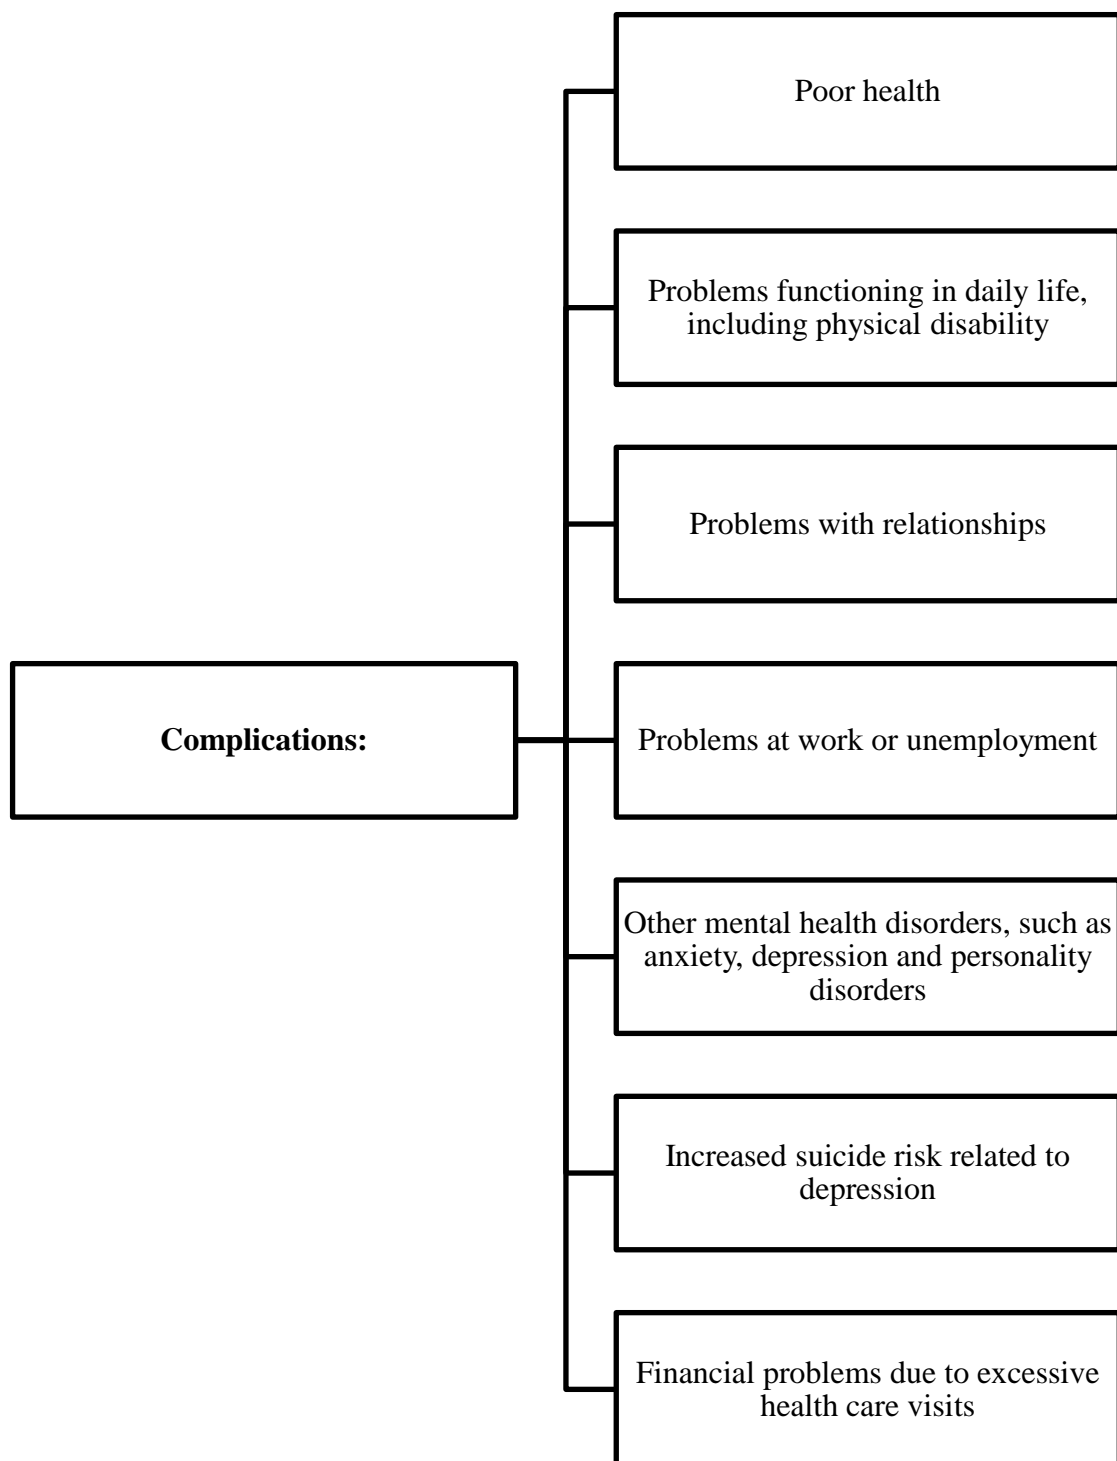 Poor health
Problems functioning in daily life,
including physical disability
Problems with relationships
Complications:
Problems at work or unemployment
Other mental health disorders, such as
anxiety, depression and personality
disorders
Increased suicide risk related to
depression
Financial problems due to excessive
health care visits